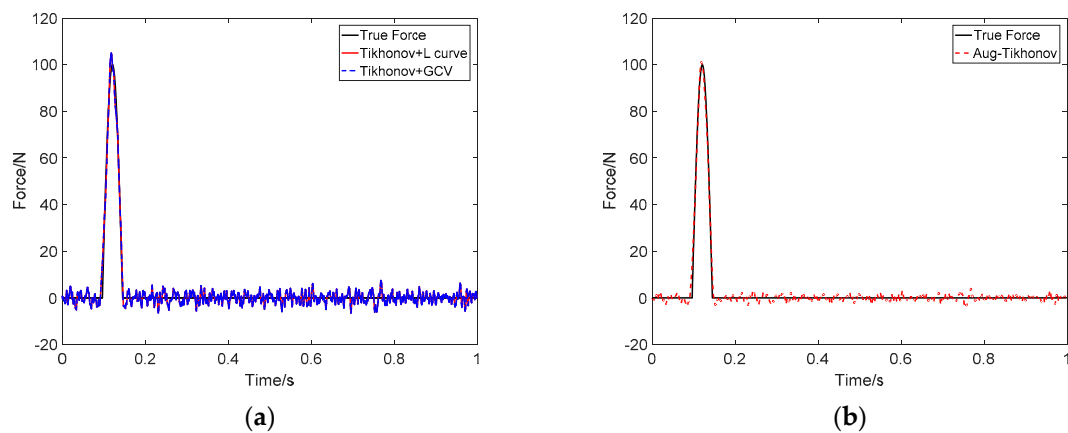 120
100
80
60
40
20
0
-20
Force/N
0
0.2
0.4
0.6
0.8
1
Time/s
True Force
Tikhonov+L curve
Tikhonov+GCV
(a)
120
100
80
60
40
20
0
-20
Force/N
0
0.2
0.4
0.6
0.8
1
Time/s
True Force
Aug-Tikhonov
(b)